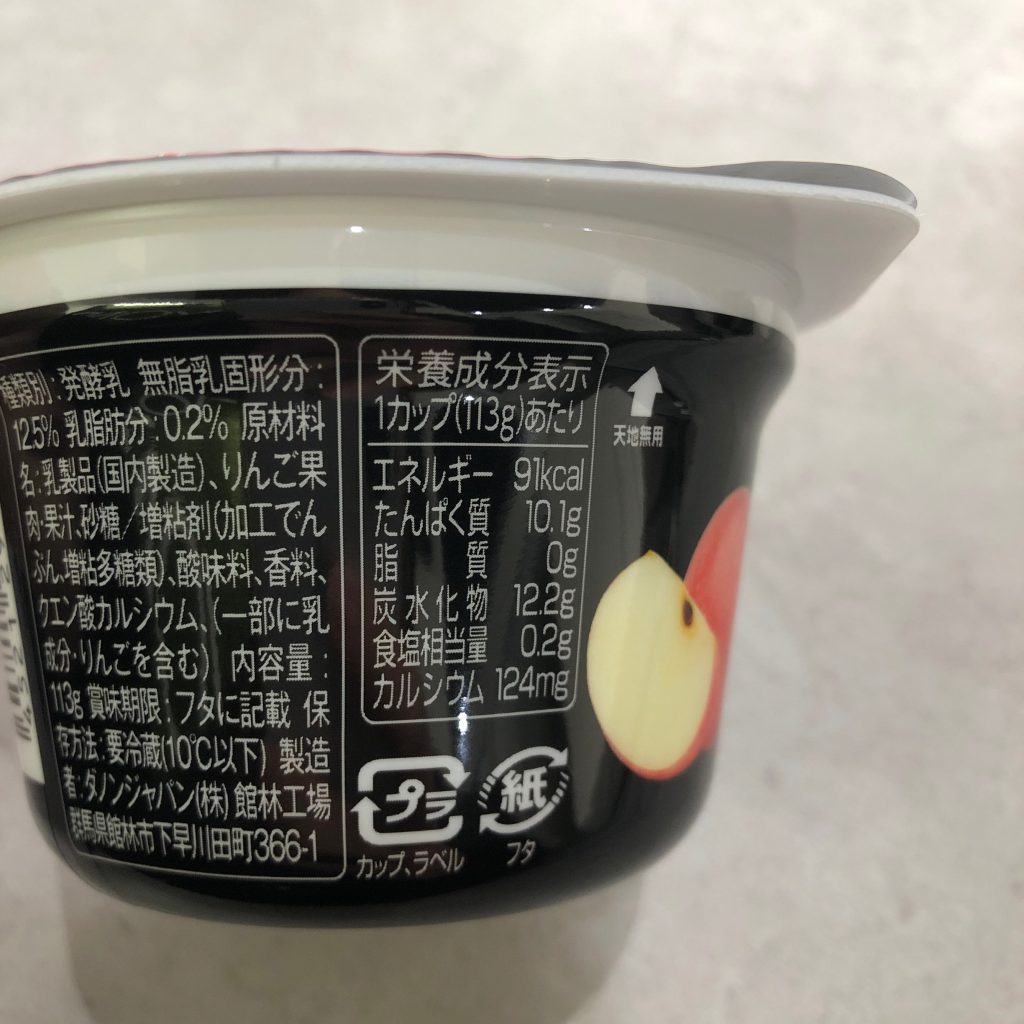 種類別:発酵乳 無脂乳固形分:
12.5% 乳脂肪分:0.2% 原材料
名:乳製品(国内製造)、りんご果
肉・果汁、砂糖/増粘剤(加工でん
ぷん、増粘多糖類)、酸味料、香料、
クエン酸カルシウム、(一部に乳
成分・りんごを含む) 内容量:
113g 賞味期限:フタに記載 保
存方法:要冷蔵(10℃以下) 製造
者:ダノンジャパン(株) 館林工場
群馬県館林市下早川田町366-1
栄養成分表示
1カップ(113g)あたり
エネルギー 91kcal
たんぱく質 10.1g
脂質 0g
炭水化物 12.2g
食塩相当量 0.2g
カルシウム 124mg
プラ
カップ、ラベル
紙
フタ
天地無用